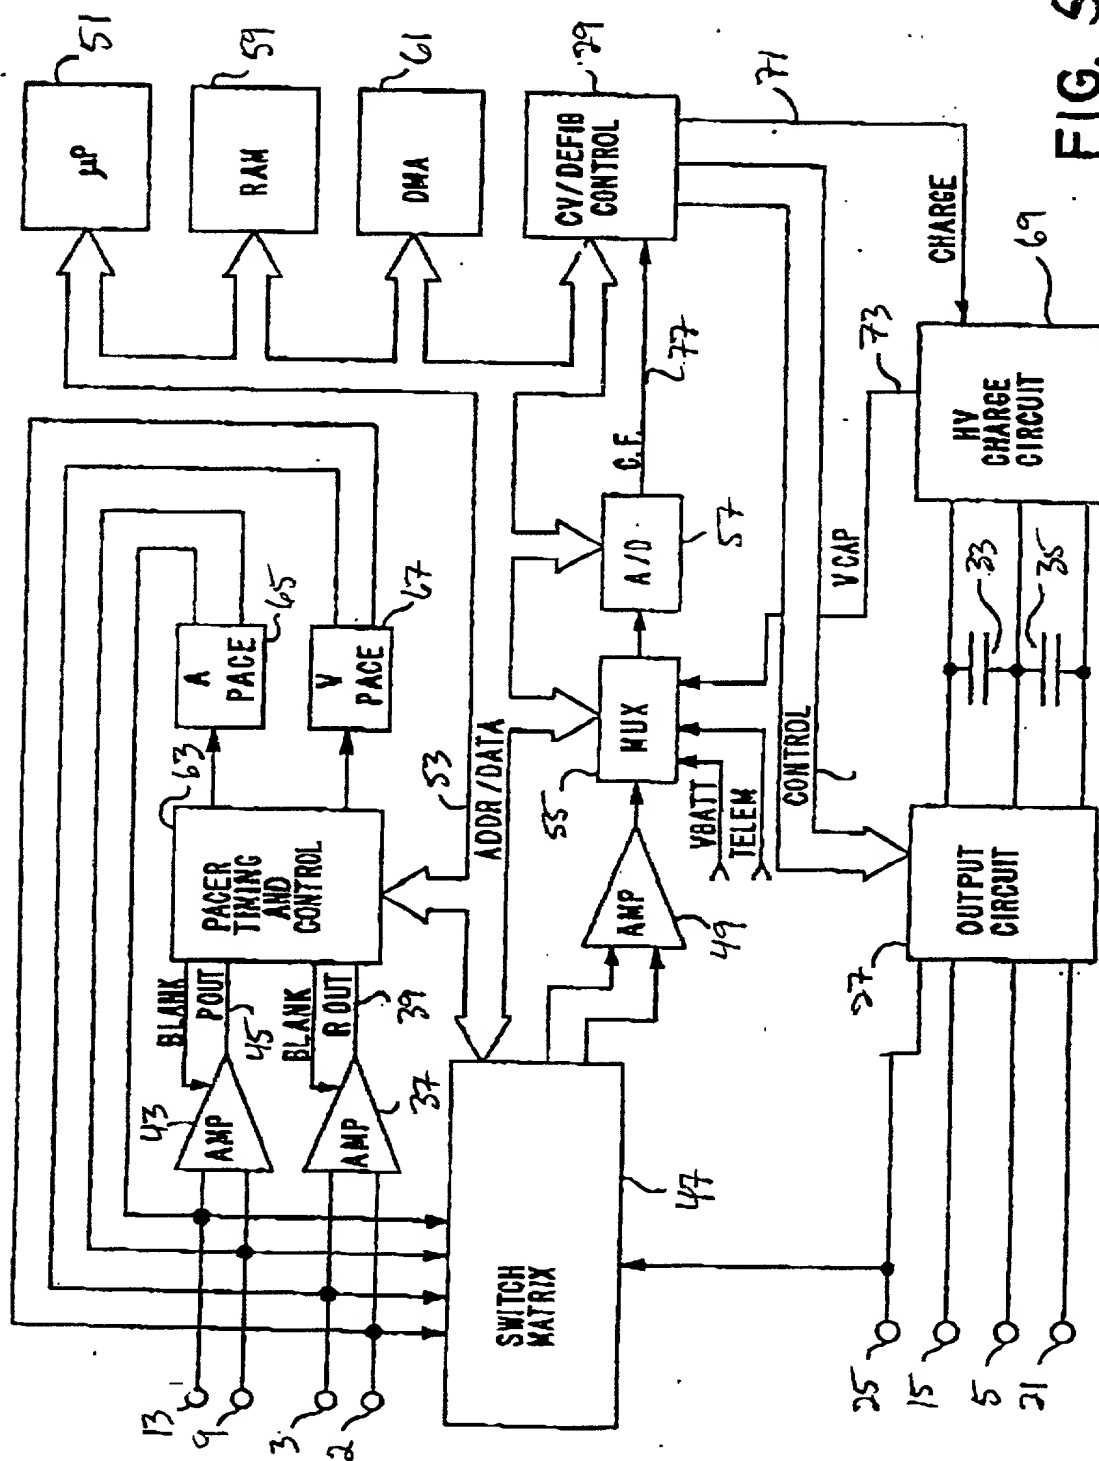 51
µP
59
RAM
61
DMA
29
CV/DEFIB
CONTROL
71
CHARGE
69
HV
CHARGE
CIRCUIT
73
VCAP
33
35
C.F.
77
A/D
57
MUX
55
VBATT
TELEM
CONTROL
AMP
49
ADDR/DATA
53
A
PACE
65
V
PACE
67
63
PACER
TIMING
AND
CONTROL
BLANK
POUT
45
BLANK
ROUT
39
43
AMP
AMP
37
SWITCH
MATRIX
47
OUTPUT
CIRCUIT
27
13
9
3
2
25
15
5
21
FIG.